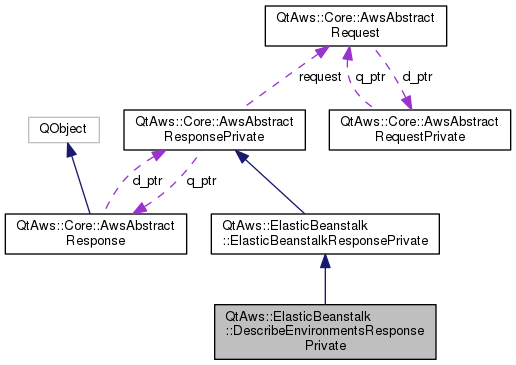 QtAws::Core::AwsAbstract
Request
request
q_ptr
d_ptr
QObject
QtAws::Core::AwsAbstract
ResponsePrivate
QtAws::Core::AwsAbstract
RequestPrivate
d_ptr
q_ptr
QtAws::Core::AwsAbstract
Response
QtAws::ElasticBeanstalk
::ElasticBeanstalkResponsePrivate
QtAws::ElasticBeanstalk
::DescribeEnvironmentsResponse
Private